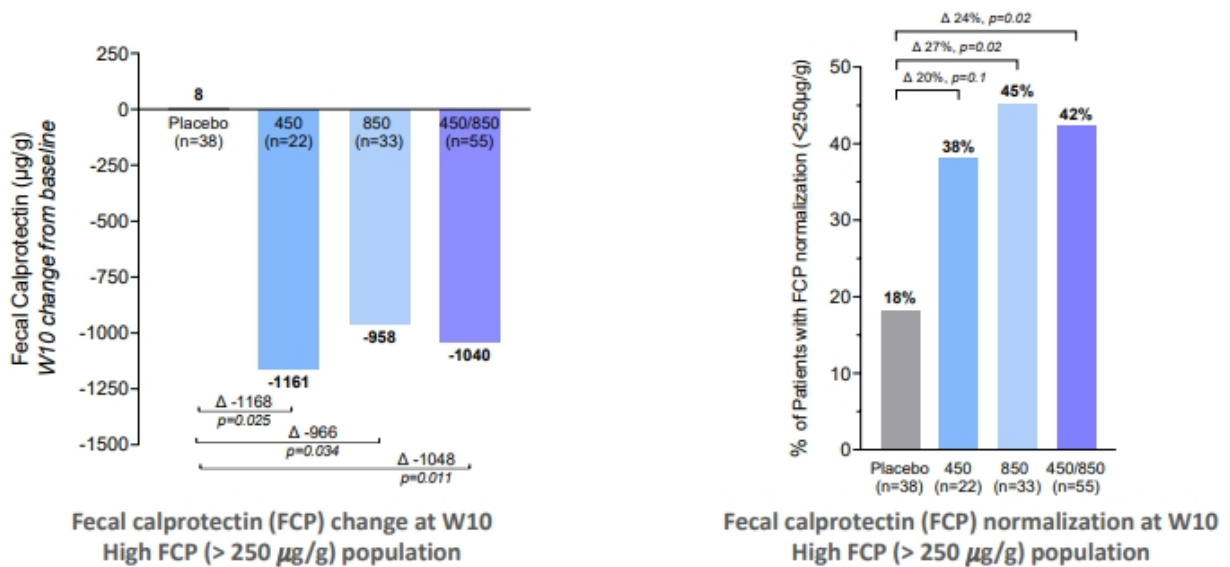 Fecal Calprotectin (µg/g)
W10 change from baseline
250
0
-250
-500
-750
-1000
-1250
-1500
8
Placebo
(n=38)
450
(n=22)
850
(n=33)
450/850
(n=55)
-1161
-958
-1040
Δ -1168
p=0.025
Δ -966
p=0.034
Δ -1048
p=0.011
Fecal calprotectin (FCP) change at W10
High FCP (> 250 µg/g) population
% of Patients with FCP normalization (<250µg/g)
50
40
30
20
10
0
Δ 24%, p=0.02
Δ 27%, p=0.02
Δ 20%, p=0.1
18%
38%
45%
42%
Placebo
(n=38)
450
(n=22)
850
(n=33)
450/850
(n=55)
Fecal calprotectin (FCP) normalization at W10
High FCP (> 250 µg/g) population